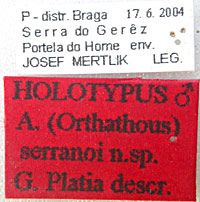 P - distr. Braga 17. 6. 2004
Serra do Gerêz
Portela do Home env.
JOSEF MERTLIK LEG.
HOLOTYPUS ♂
A. (Orthathous)
serranoi n.sp.
G. Platia descr.